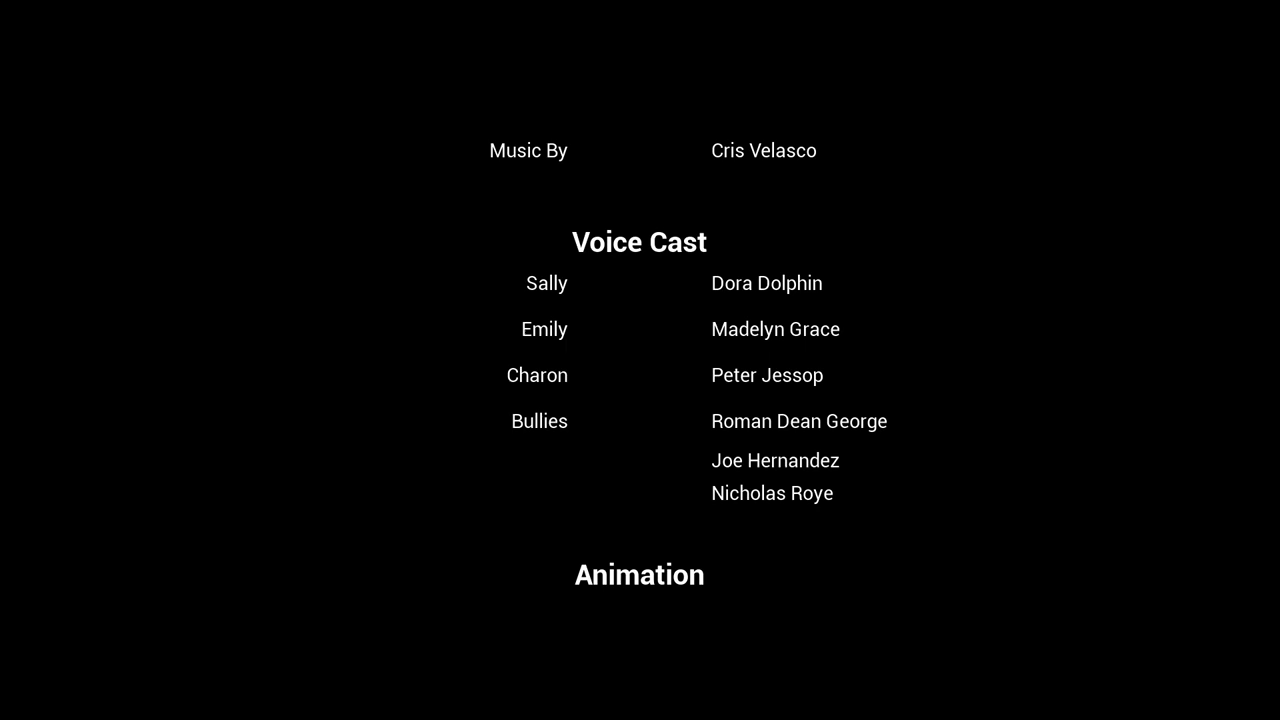 Music By Cris Velasco
Voice Cast
Sally Dora Dolphin
Emily Madelyn Grace
Charon Peter Jessop
Bullies Roman Dean George
Joe Hernandez
Nicholas Roye
Animation